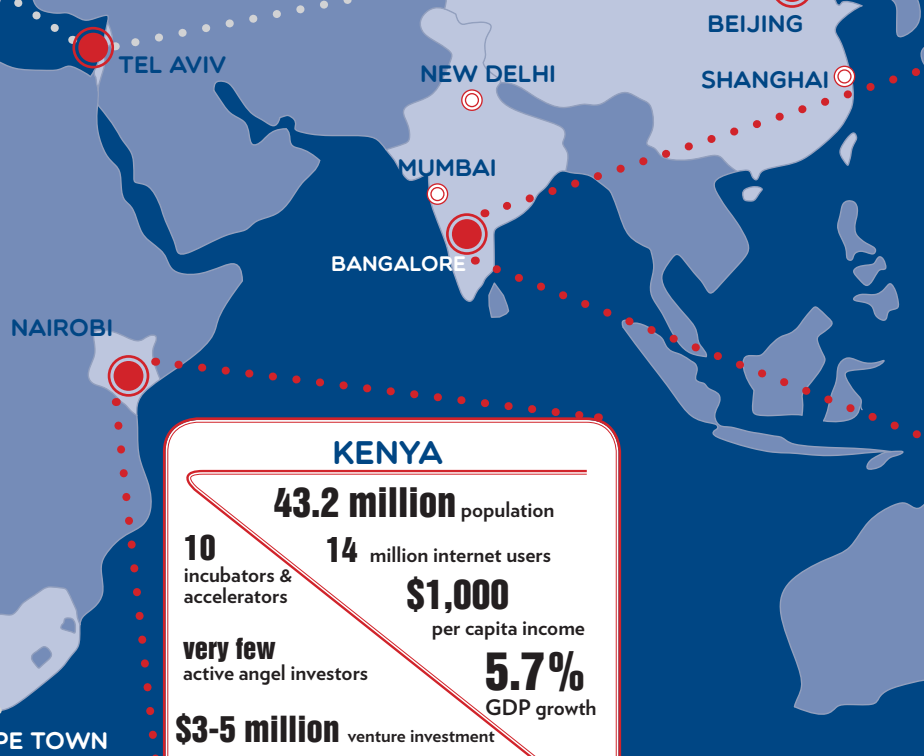 BEIJING
TEL AVIV
NEW DELHI
SHANGHAI
MUMBAI
BANGALORE
NAIROBI
KENYA
43.2 million population
10
incubators &
accelerators
14 million internet users
$1,000
per capita income
very few
active angel investors
5.7%
GDP growth
$3-5 million venture investment
PE TOWN